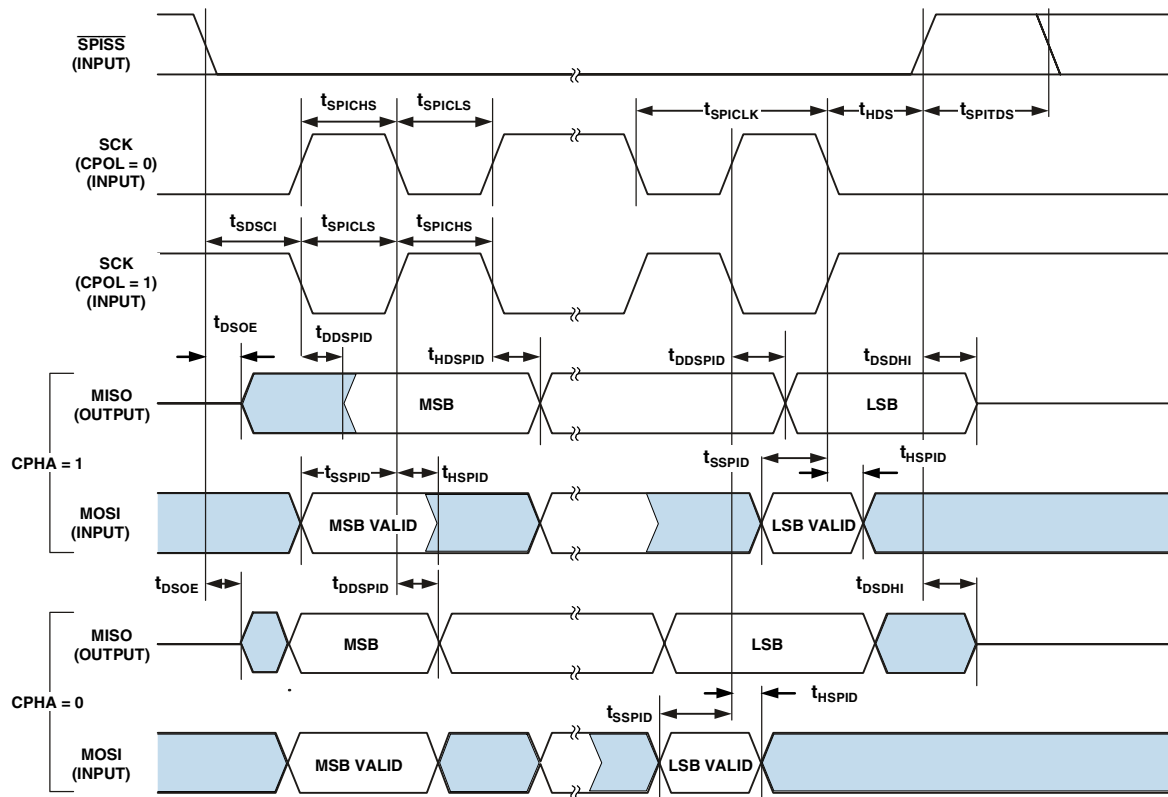 SPISS
(INPUT)
tSPICHS
tSPICLS
tSPICLK
tHDS
tSPITDS
SCK
(CPOL = 0)
(INPUT)
tSDSCI
tSPICLS
tSPICHS
SCK
(CPOL = 1)
(INPUT)
tDSOE
tDDSPID
tHDSPID
tDDSPID
tDSDHI
MISO
(OUTPUT)
MSB
LSB
CPHA = 1
tSSPID
tHSPID
tSSPID
tHSPID
MOSI
(INPUT)
MSB VALID
LSB VALID
tDSOE
tDDSPID
tDSDHI
MISO
(OUTPUT)
MSB
LSB
CPHA = 0
tSSPID
tHSPID
MOSI
(INPUT)
MSB VALID
LSB VALID